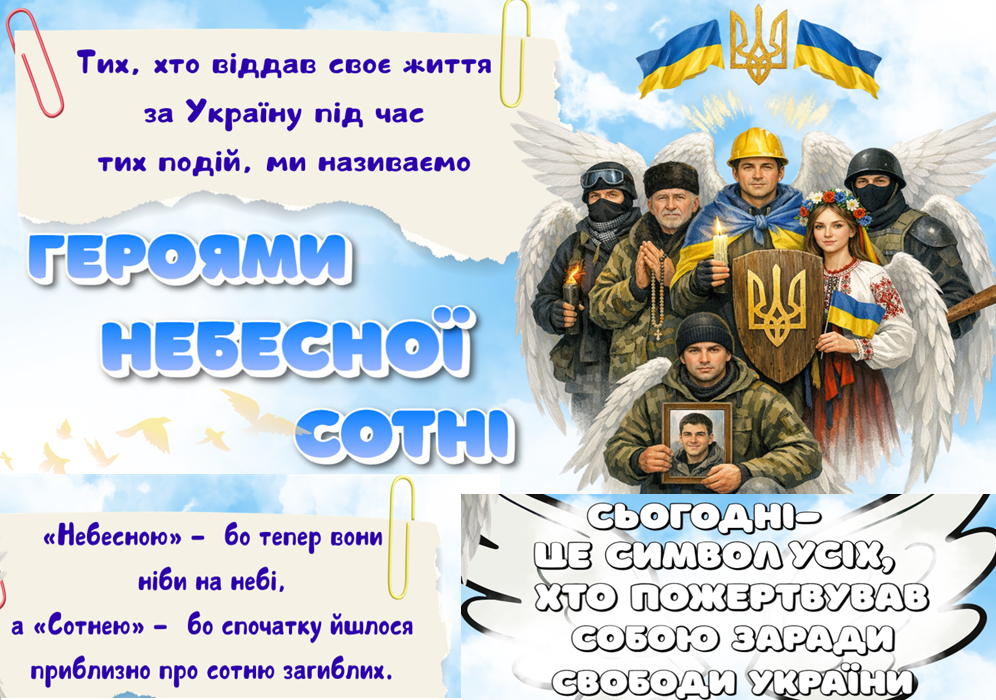 Тих, хто віддав своє життя
за Україну під час
тих подій, ми називаємо
ГЕРОЯМИ
НЕБЕСНОЇ
СОТНІ
«Небесною» – бо тепер вони
ніби на небі,
а «Сотнею» – бо спочатку йшлося
приблизно про сотню загиблих.
СЬОГОДНІ–
ЦЕ СИМВОЛ УСІХ,
ХТО ПОЖЕРТВУВАВ
СОБОЮ ЗАРАДИ
СВОБОДИ УКРАЇНИ